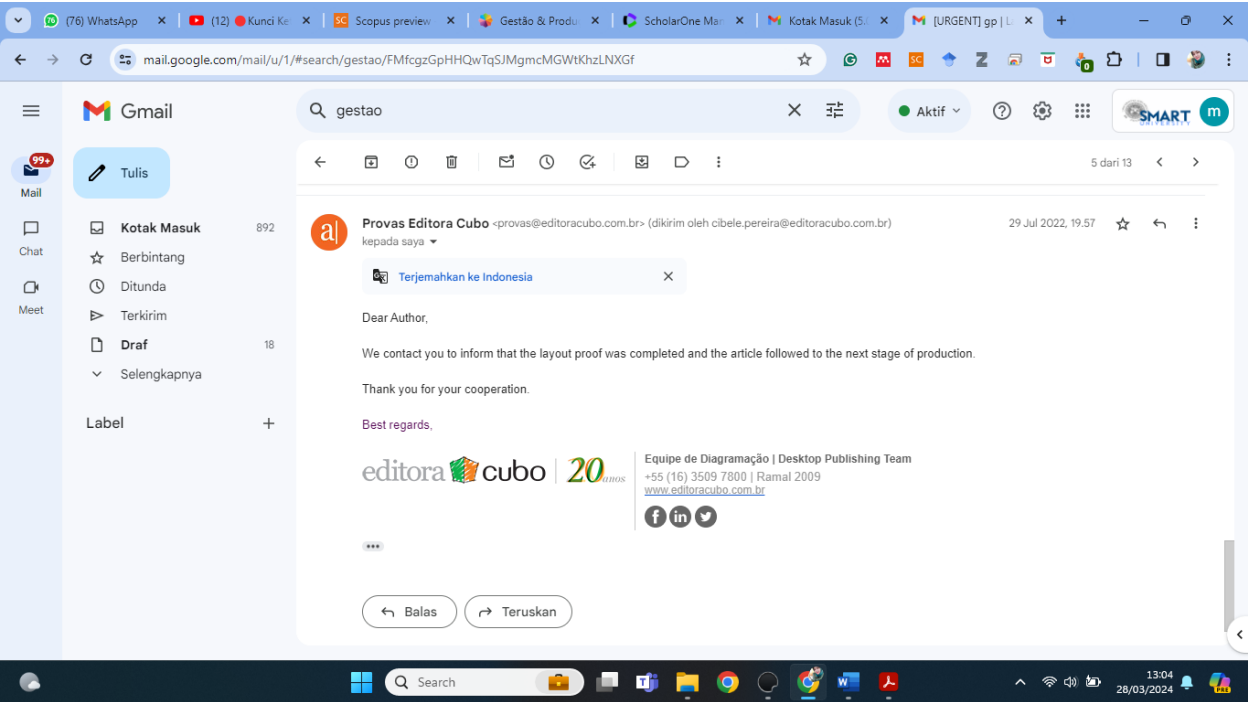 (76) WhatsApp
(12) Kunci Ke
Scopus preview
Gestão & Produ
ScholarOne Man
Kotak Masuk (5.
[URGENT] gp | L
mail.google.com/mail/u/1/#search/gestao/FMfcgzGpHHQwTqSJMgmcMGWtKhzLNXGf
Gmail
gestao
Aktif
SMART
UNIVERSITY
m
99+
Mail
Chat
Meet
Tulis
Kotak Masuk 892
Berbintang
Ditunda
Terkirim
Draf 18
Selengkapnya
Label
5 dari 13
Provas Editora Cubo <provas@editoracubo.com.br> (dikirim oleh cibele.pereira@editoracubo.com.br)
29 Jul 2022, 19.57
kepada saya
Terjemahkan ke Indonesia
Dear Author,
We contact you to inform that the layout proof was completed and the article followed to the next stage of production.
Thank you for your cooperation.
Best regards,
editora cubo 20 anos
Equipe de Diagramação | Desktop Publishing Team
+55 (16) 3509 7800 | Ramal 2009
www.editoracubo.com.br
Balas
Teruskan
Search
13:04
28/03/2024